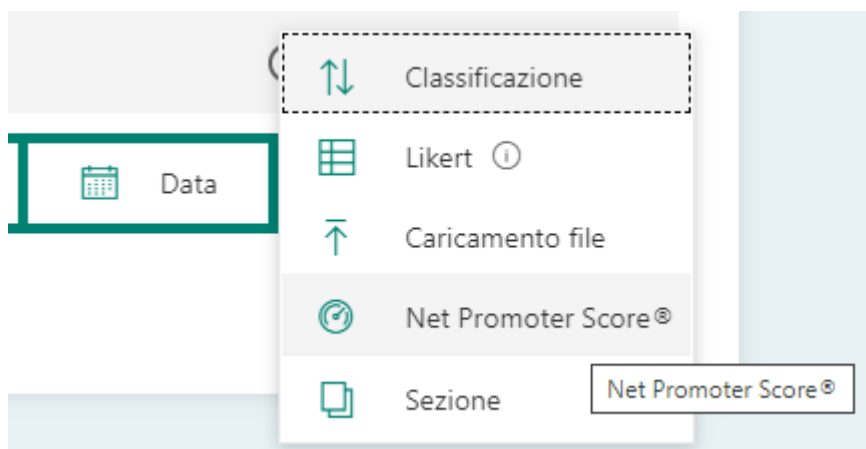 Classificazione
Likert
Data
Caricamento file
Net Promoter Score®
Sezione
Net Promoter Score®